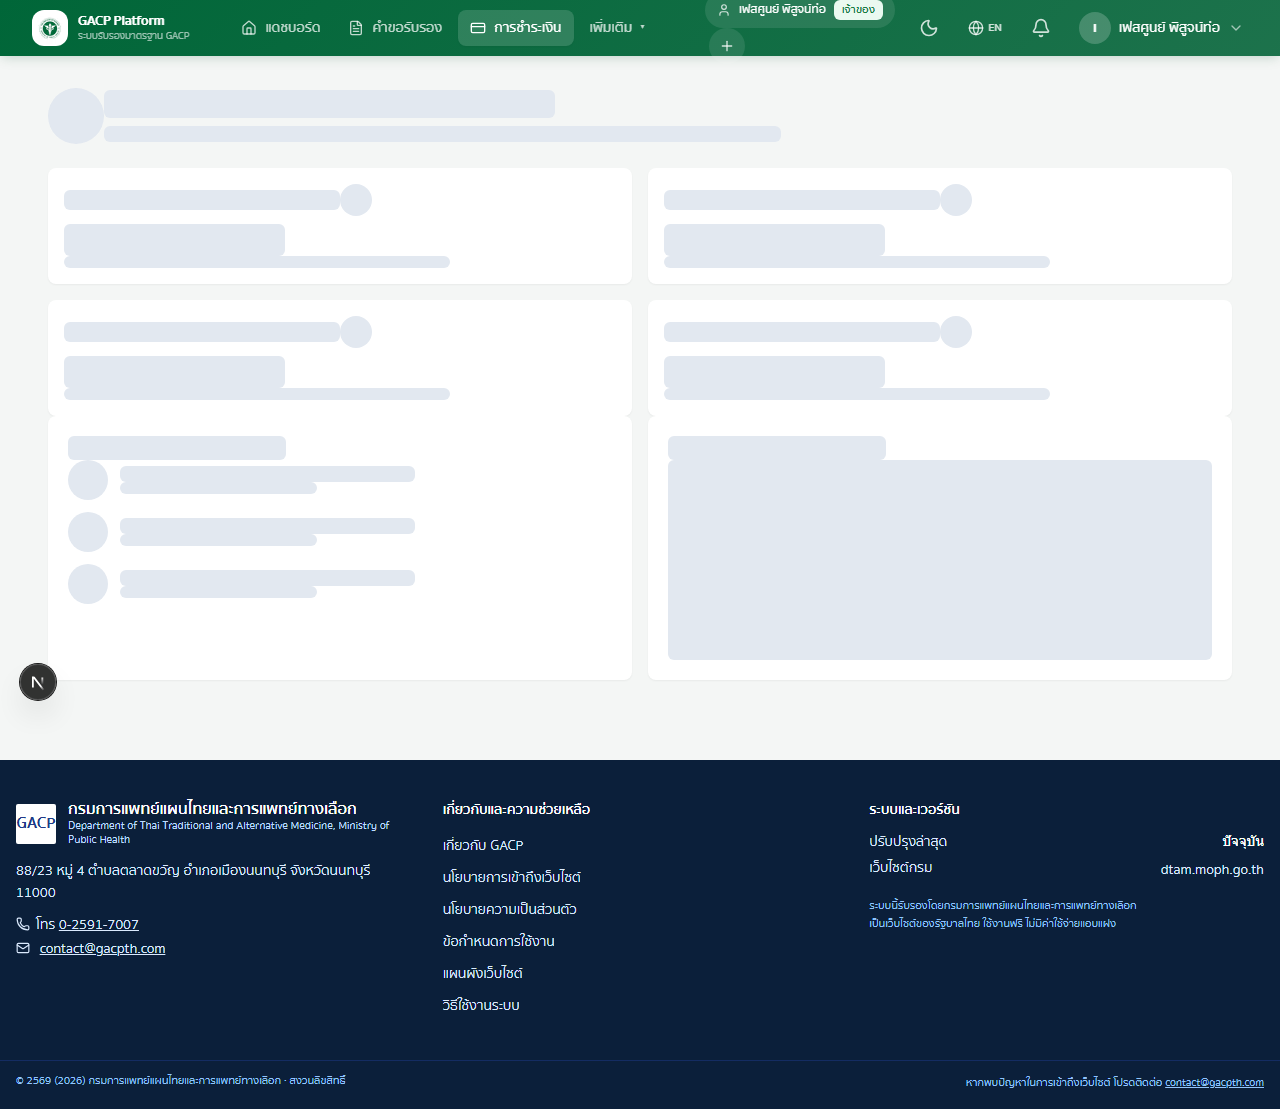 GACP Platform
ระบบรับรองมาตรฐาน GACP
แดชบอร์ด
คำขอรับรอง
การชำระเงิน
เพิ่มเติม
เฟสศูนย์ พิสูจน์ท่อ
เจ้าของ
EN
I
เฟสศูนย์ พิสูจน์ท่อ
N
GACP
กรมการแพทย์แผนไทยและการแพทย์ทางเลือก
Department of Thai Traditional and Alternative Medicine, Ministry of
Public Health
88/23 หมู่ 4 ตำบลตลาดขวัญ อำเภอเมืองนนทบุรี จังหวัดนนทบุรี
11000
โทร 0-2591-7007
contact@gacpth.com
เกี่ยวกับและความช่วยเหลือ
เกี่ยวกับ GACP
นโยบายการเข้าถึงเว็บไซต์
นโยบายความเป็นส่วนตัว
ข้อกำหนดการใช้งาน
แผนผังเว็บไซต์
วิธีใช้งานระบบ
ระบบและเวอร์ชัน
ปรับปรุงล่าสุด
ปัจจุบัน
เว็บไซต์กรม
dtam.moph.go.th
ระบบนี้รับรองโดยกรมการแพทย์แผนไทยและการแพทย์ทางเลือก
เป็นเว็บไซต์ของรัฐบาลไทย ใช้งานฟรี ไม่มีค่าใช้จ่ายแอบแฝง
© 2569 (2026) กรมการแพทย์แผนไทยและการแพทย์ทางเลือก · สงวนลิขสิทธิ์
หากพบปัญหาในการเข้าถึงเว็บไซต์ โปรดติดต่อ contact@gacpth.com